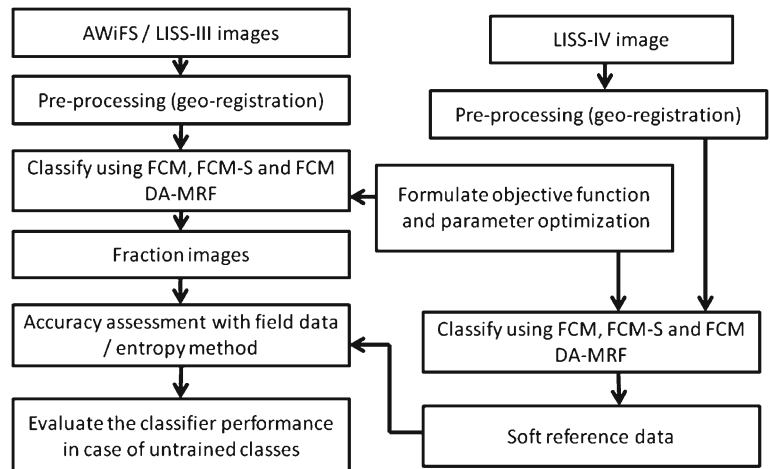 AWiFS / LISS-III images
Pre-processing (geo-registration)
Classify using FCM, FCM-S and FCM
DA-MRF
Fraction images
Accuracy assessment with field data
/ entropy method
Evaluate the classifier performance
in case of untrained classes
Formulate objective function
and parameter optimization
LISS-IV image
Pre-processing (geo-registration)
Classify using FCM, FCM-S and FCM
DA-MRF
Soft reference data